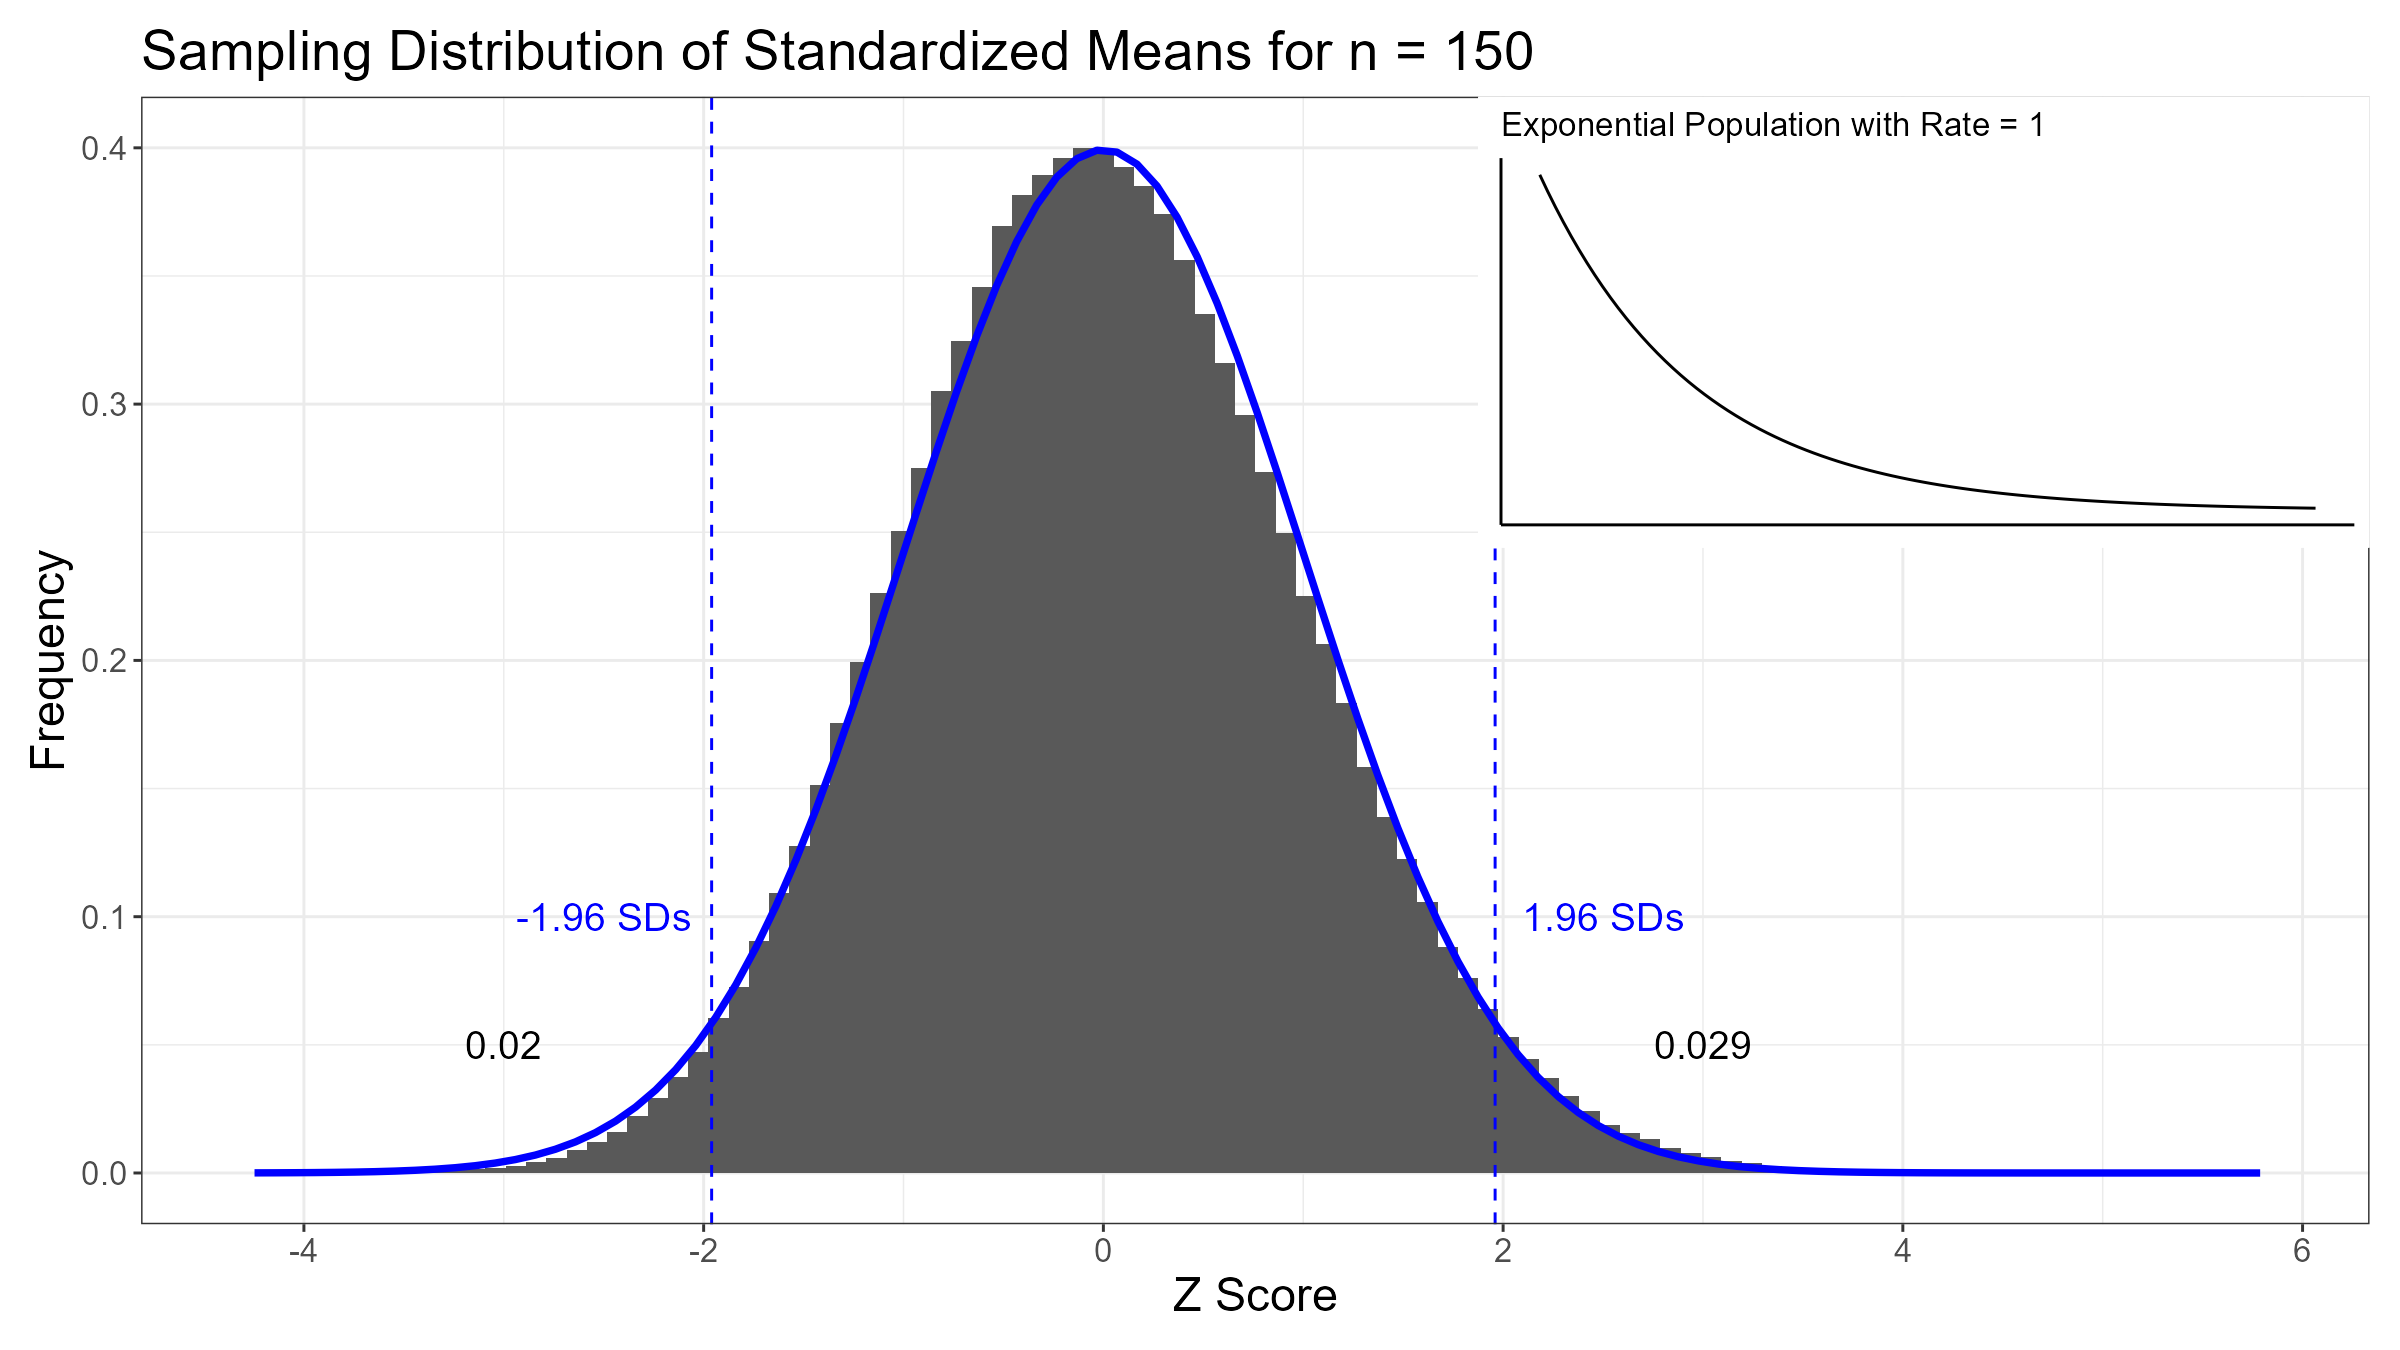 Sampling Distribution of Standardized Means for n = 150
Exponential Population with Rate = 1
0.4
0.3
0.2
0.1
0.0
Frequency
-1.96 SDs
1.96 SDs
0.02
0.029
-4
-2
0
2
4
6
Z Score